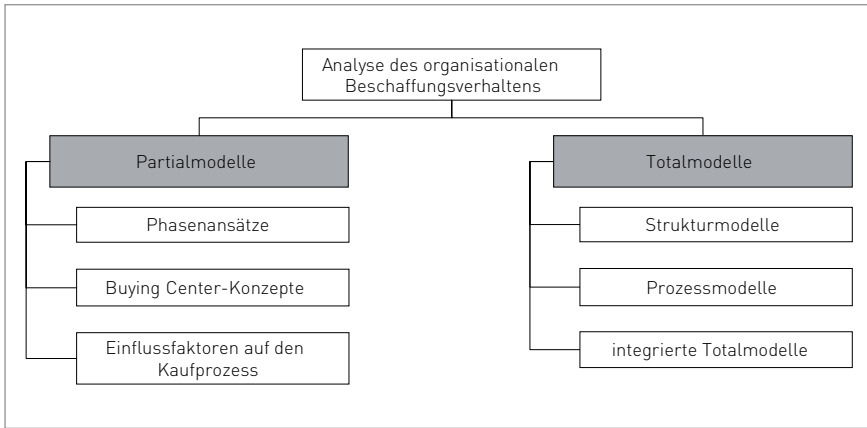 Analyse des organisationalen
Beschaffungsverhaltens
Partialmodelle
Phasenansätze
Buying Center-Konzepte
Einflussfaktoren auf den
Kaufprozess
Totalmodelle
Strukturmodelle
Prozessmodelle
integrierte Totalmodelle